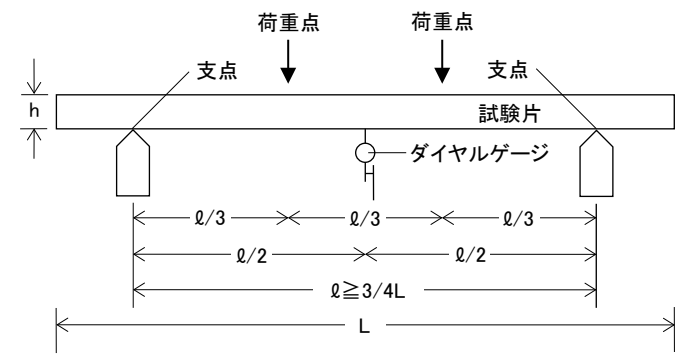 荷重点 荷重点
支点 支点
h 試験片
ダイヤルゲージ
ℓ/3 ℓ/3 ℓ/3
ℓ/2 ℓ/2
ℓ≧3/4L
L